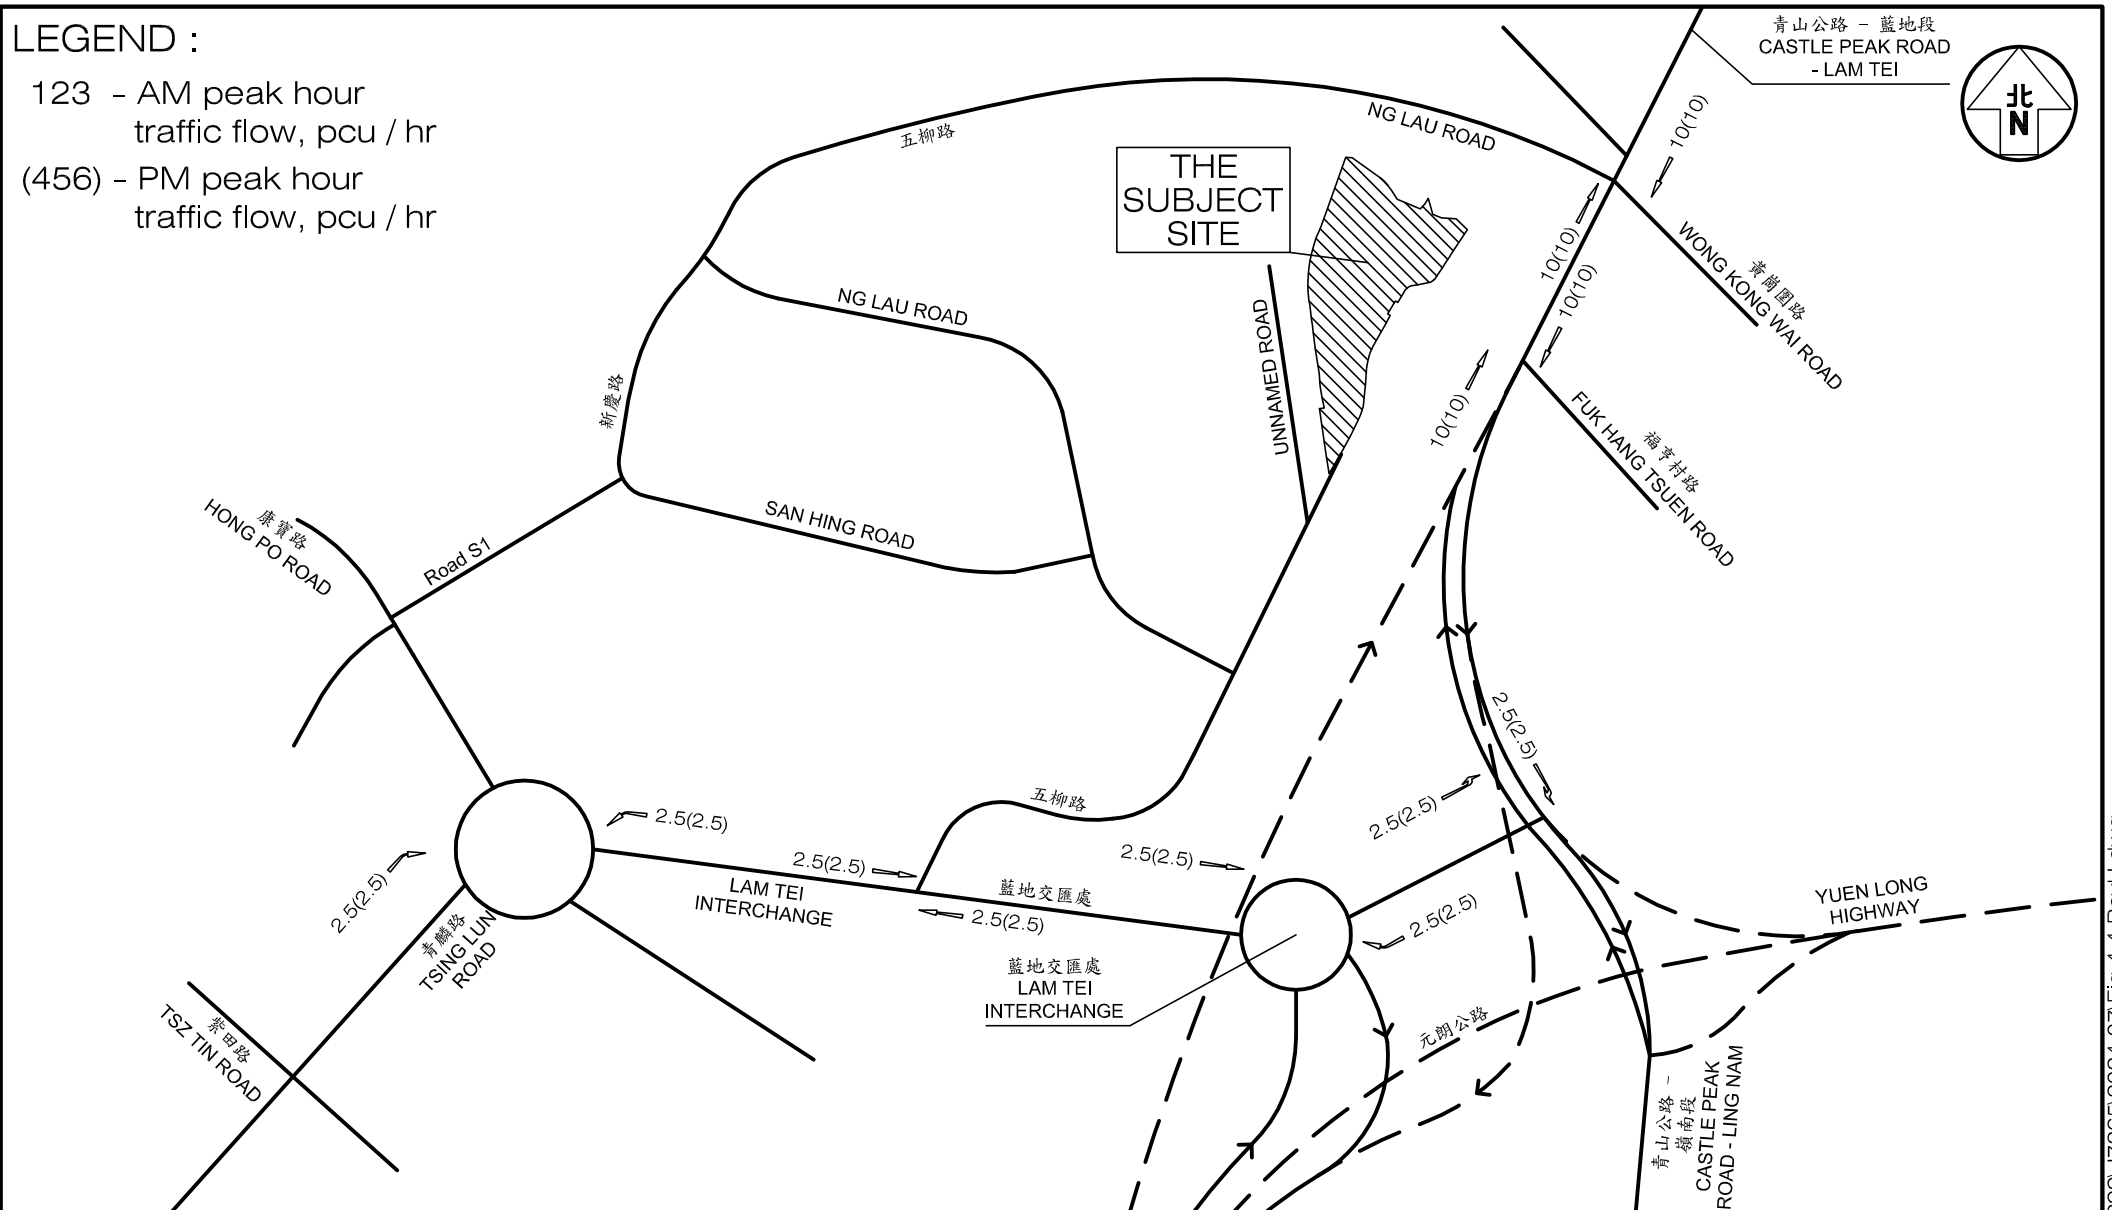 LEGEND :
123 - AM peak hour
traffic flow, pcu / hr
(456) - PM peak hour
traffic flow, pcu / hr
青山公路 - 藍地段
CASTLE PEAK ROAD
- LAM TEI
北
N
五柳路
NG LAU ROAD
10(10)
THE
SUBJECT
SITE
10(10)
10(10)
黃崗圍路
WONG KONG WAI ROAD
NG LAU ROAD
UNNAMED ROAD
新慶路
10(10)
福亨村路
FUK HANG TSUEN ROAD
康寶路
HONG PO ROAD
Road S1
SAN HING ROAD
2.5(2.5)
五柳路
2.5(2.5)
2.5(2.5)
2.5(2.5)
2.5(2.5)
2.5(2.5)
LAM TEI
INTERCHANGE
藍地交匯處
2.5(2.5)
2.5(2.5)
YUEN LONG
HIGHWAY
青麟路
TSING LUN
ROAD
藍地交匯處
LAM TEI
INTERCHANGE
紫田路
TSZ TIN ROAD
元朗公路
青山公路 -
嶺南段
CASTLE PEAK
ROAD - LING NAM